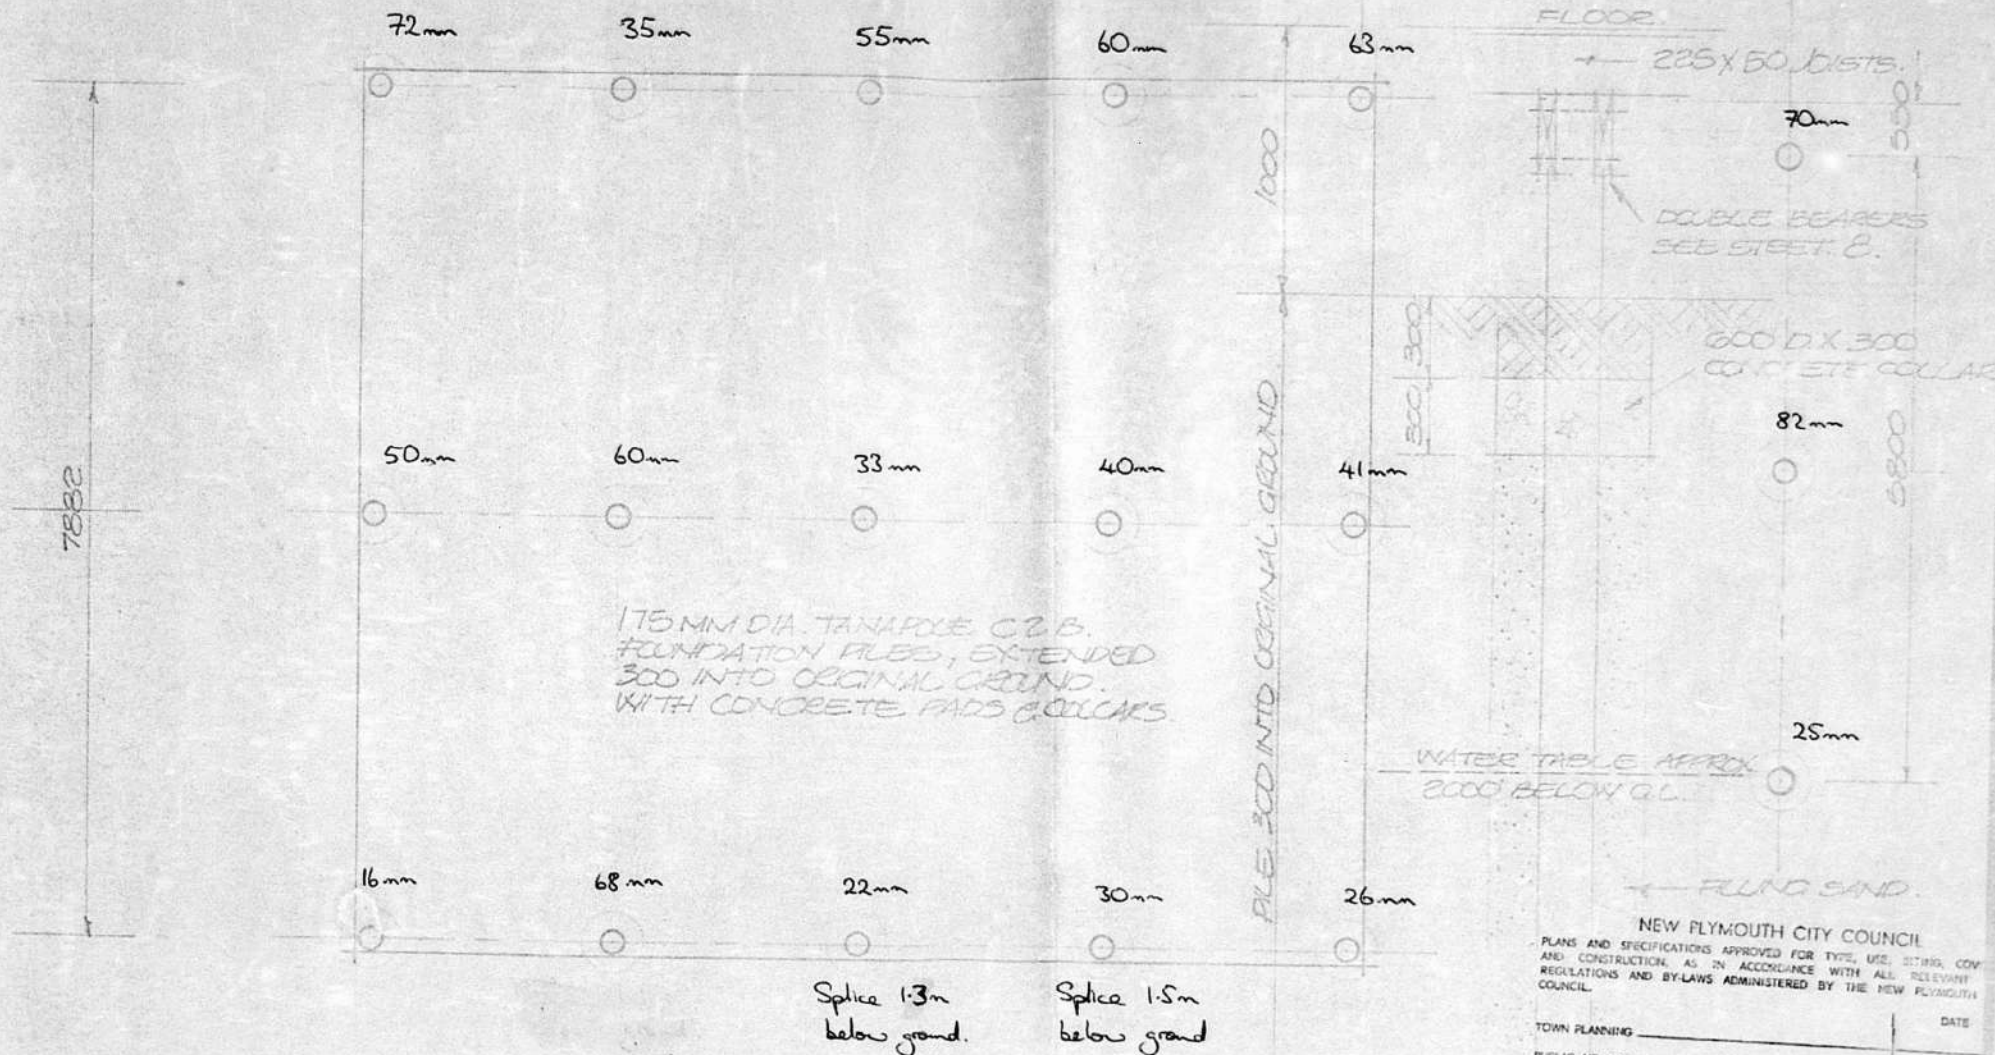 72mm
35mm
55mm
60mm
63mm
FLOOR.
225 X 50 JOISTS.
70mm
550
1000
DOUBLE BEARERS
SEE SHEET. 8.
300
300
600 D X 300
CONCRETE COLLAR
82mm
5800
50mm
60mm
33mm
40mm
41mm
7882
PILE 300 INTO ORIGINAL GROUND
175 MM DIA. TANAPOLE C2B.
FOUNDATION PILES, EXTENDED
300 INTO ORIGINAL GROUND.
WITH CONCRETE PADS & COLLARS
25mm
WATER TABLE APPROX
2000 BELOW G.L.
16mm
68mm
22mm
30mm
26mm
FILLING SAND.
NEW PLYMOUTH CITY COUNCIL
PLANS AND SPECIFICATIONS APPROVED FOR TYPE, USE, SITING, COV
AND CONSTRUCTION, AS IN ACCORDANCE WITH ALL RELEVANT
REGULATIONS AND BY-LAWS ADMINISTERED BY THE NEW PLYMOUTH
COUNCIL.
DATE
TOWN PLANNING
Splice 1.3m
below ground.
Splice 1.5m
below ground